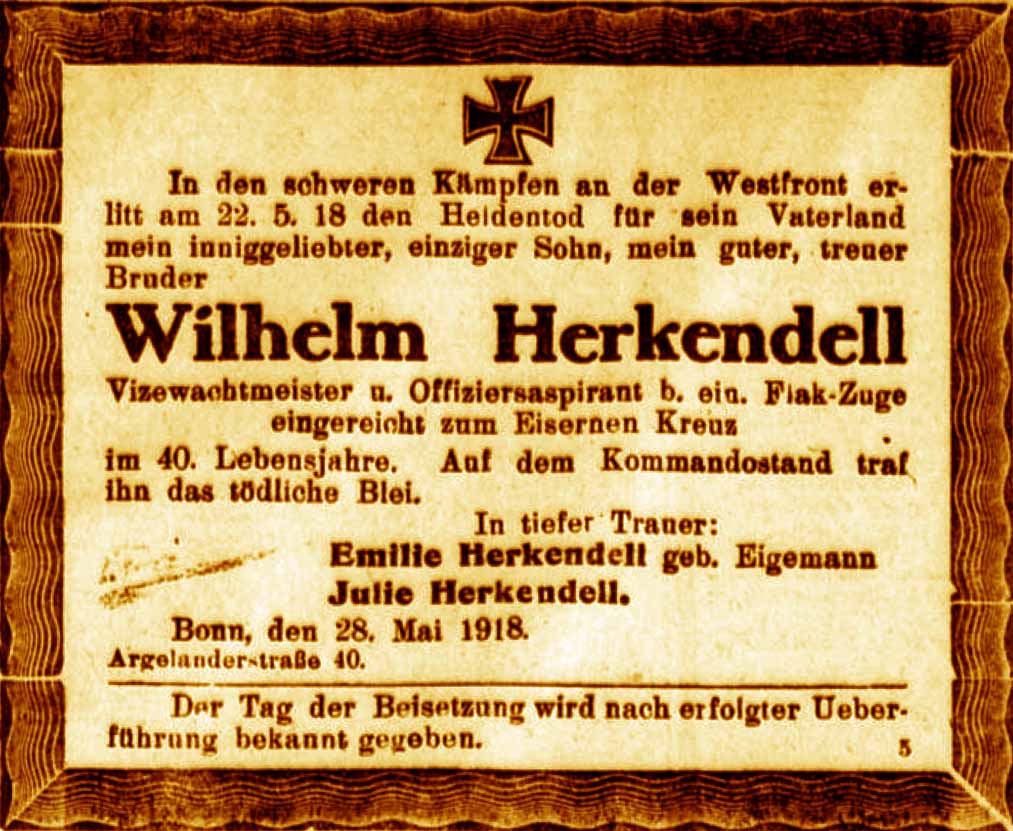 In den schweren Kämpfen an der Westfront er-
litt am 22. 5. 18 den Heldentod für sein Vaterland
mein inniggeliebter, einziger Sohn, mein guter, treuer
Bruder
Wilhelm Herkendell
Vizewachtmeister u. Offiziersaspirant b. ein. Flak-Zuge
eingereicht zum Eisernen Kreuz
im 40. Lebensjahre. Auf dem Kommandostand traf
ihn das tödliche Blei.
In tiefer Trauer:
Emilie Herkendell geb. Eigemann
Julie Herkendell.
Bonn, den 28. Mai 1918.
Argelanderstraße 40.
Der Tag der Beisetzung wird nach erfolgter Ueber-
führung bekannt gegeben.
5